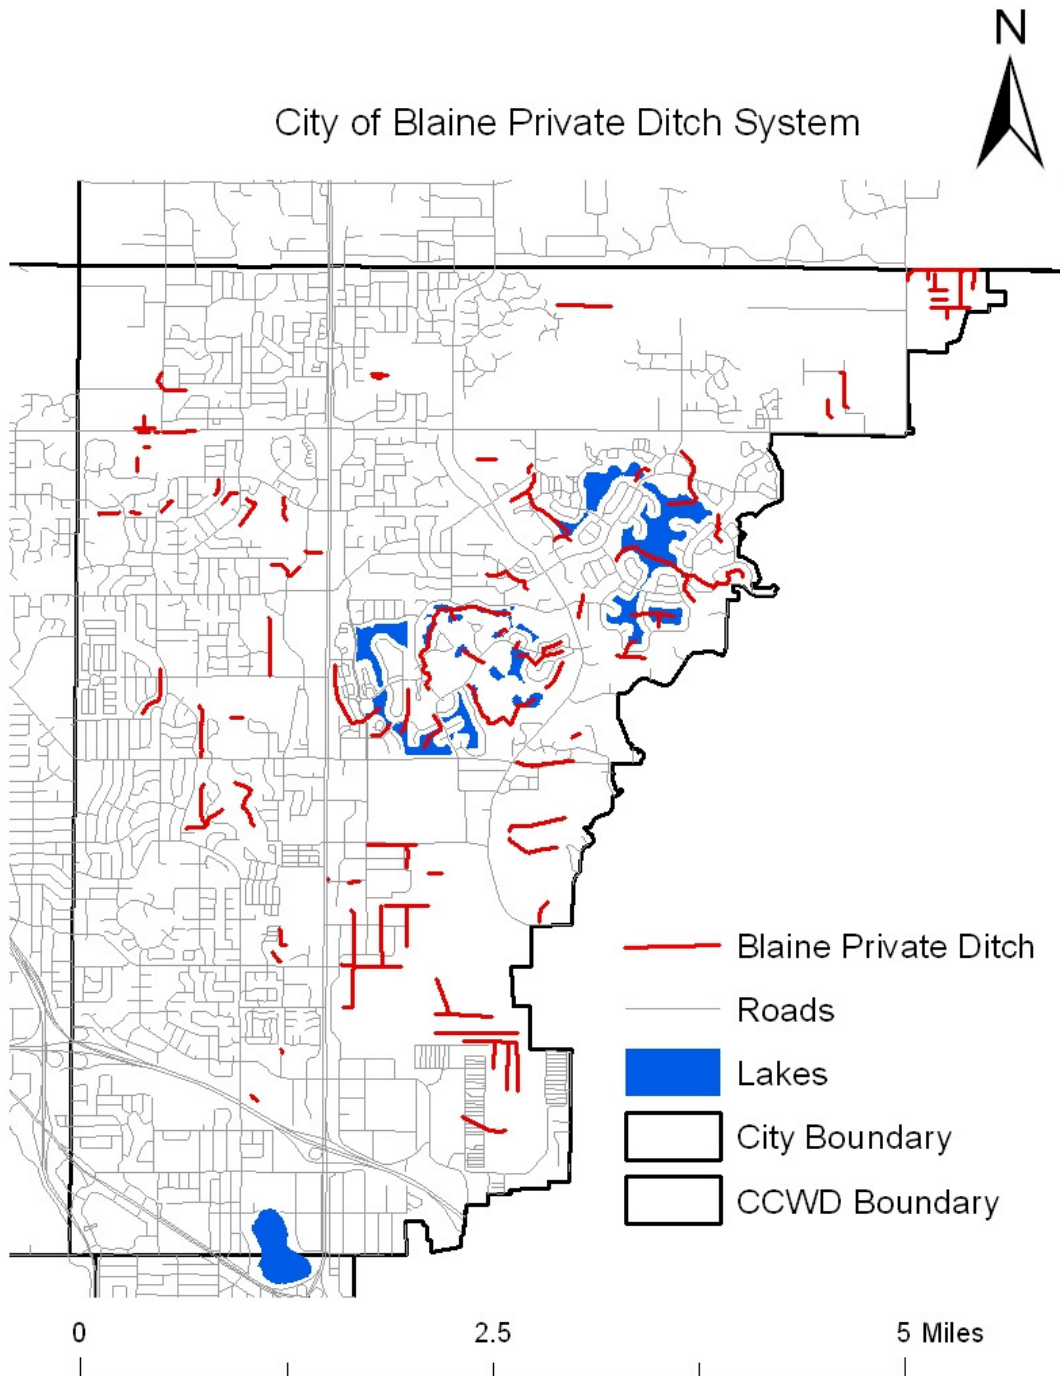 N
City of Blaine Private Ditch System
Blaine Private Ditch
Roads
Lakes
City Boundary
CCWD Boundary
0 2.5 5 Miles